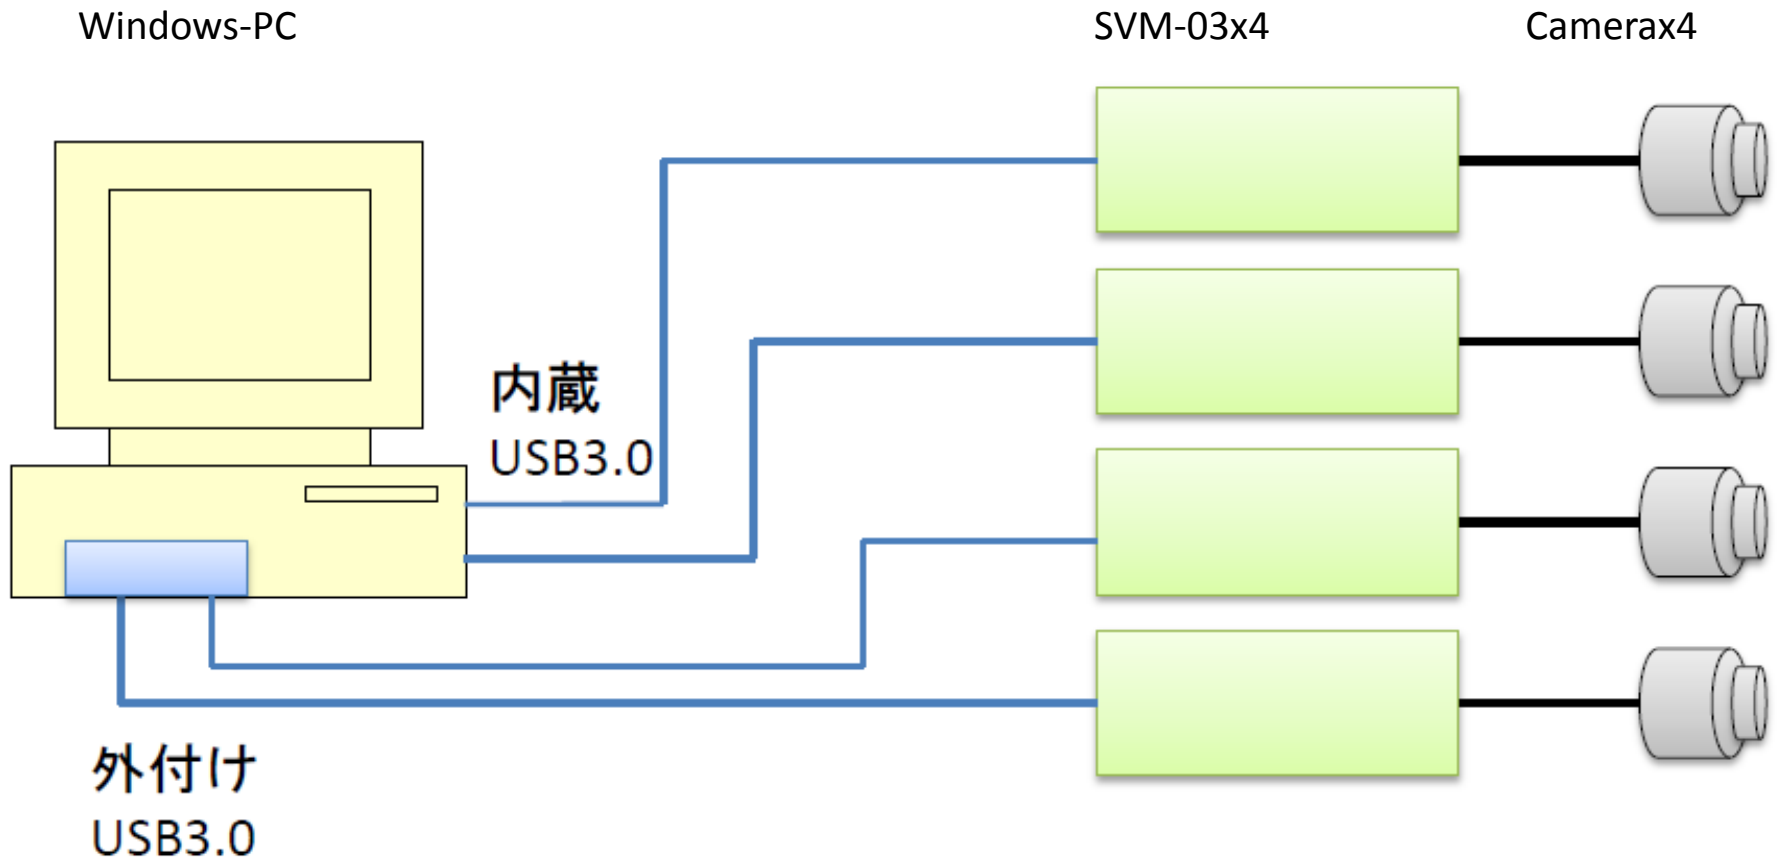 Windows-PC
SVM-03x4
Camerax4
内蔵
USB3.0
外付け
USB3.0